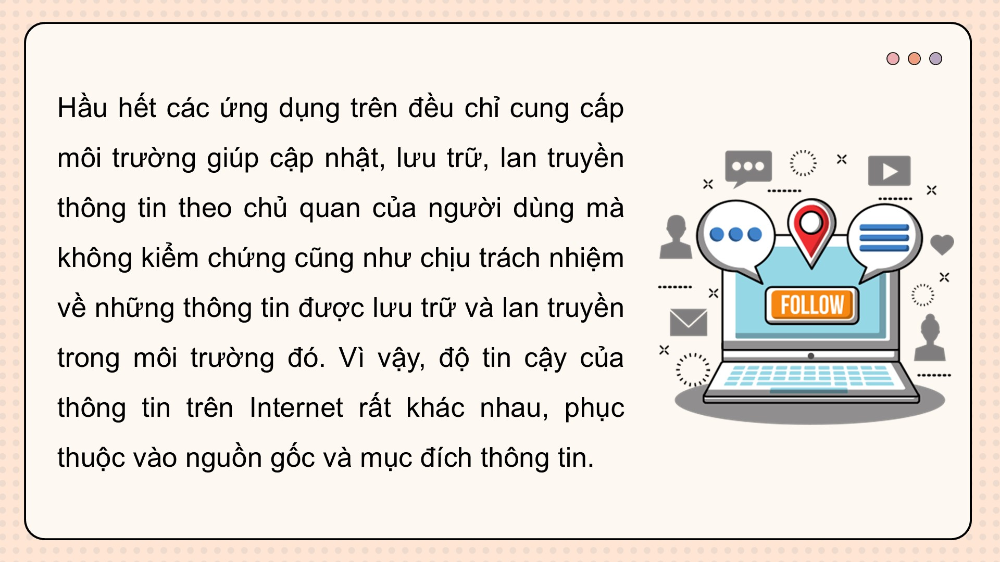 Hầu hết các ứng dụng trên đều chỉ cung cấp
môi trường giúp cập nhật, lưu trữ, lan truyền
thông tin theo chủ quan của người dùng mà
không kiểm chứng cũng như chịu trách nhiệm
về những thông tin được lưu trữ và lan truyền
trong môi trường đó. Vì vậy, độ tin cậy của
thông tin trên Internet rất khác nhau, phục
thuộc vào nguồn gốc và mục đích thông tin.
FOLLOW